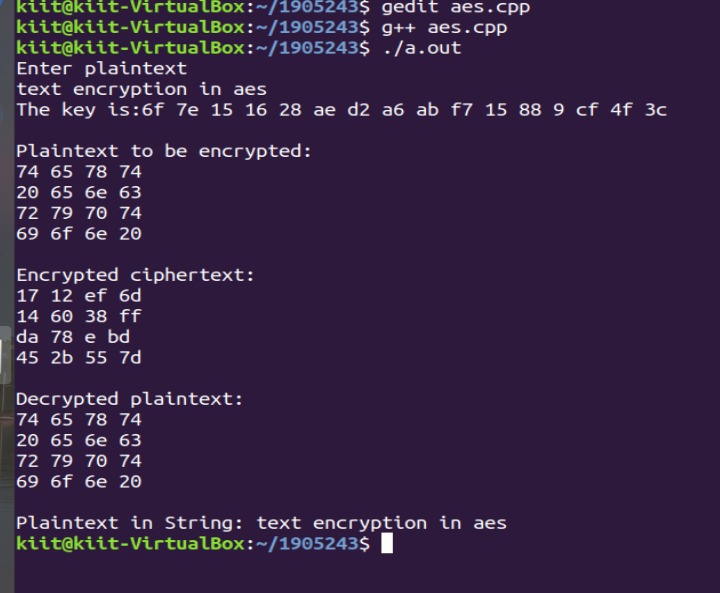 kiit@kiit-VirtualBox:~/1905243$ gedit aes.cpp
kiit@kiit-VirtualBox:~/1905243$ g++ aes.cpp
kiit@kiit-VirtualBox:~/1905243$ ./a.out
Enter plaintext
text encryption in aes
The key is:6f 7e 15 16 28 ae d2 a6 ab f7 15 88 9 cf 4f 3c
Plaintext to be encrypted:
74 65 78 74
20 65 6e 63
72 79 70 74
69 6f 6e 20
Encrypted ciphertext:
17 12 ef 6d
14 60 38 ff
da 78 e bd
45 2b 55 7d
Decrypted plaintext:
74 65 78 74
20 65 6e 63
72 79 70 74
69 6f 6e 20
Plaintext in String: text encryption in aes
kiit@kiit-VirtualBox:~/1905243$